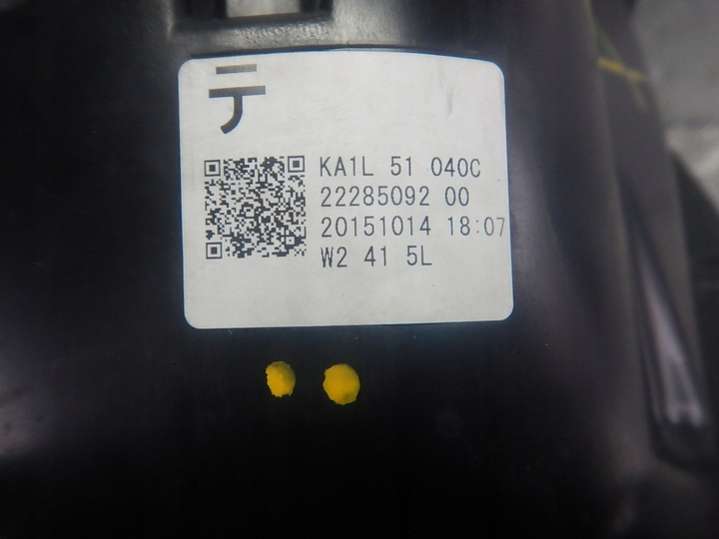 テ
KA1L 51 040C
22285092 00
20151014 18:07
W2 41 5L